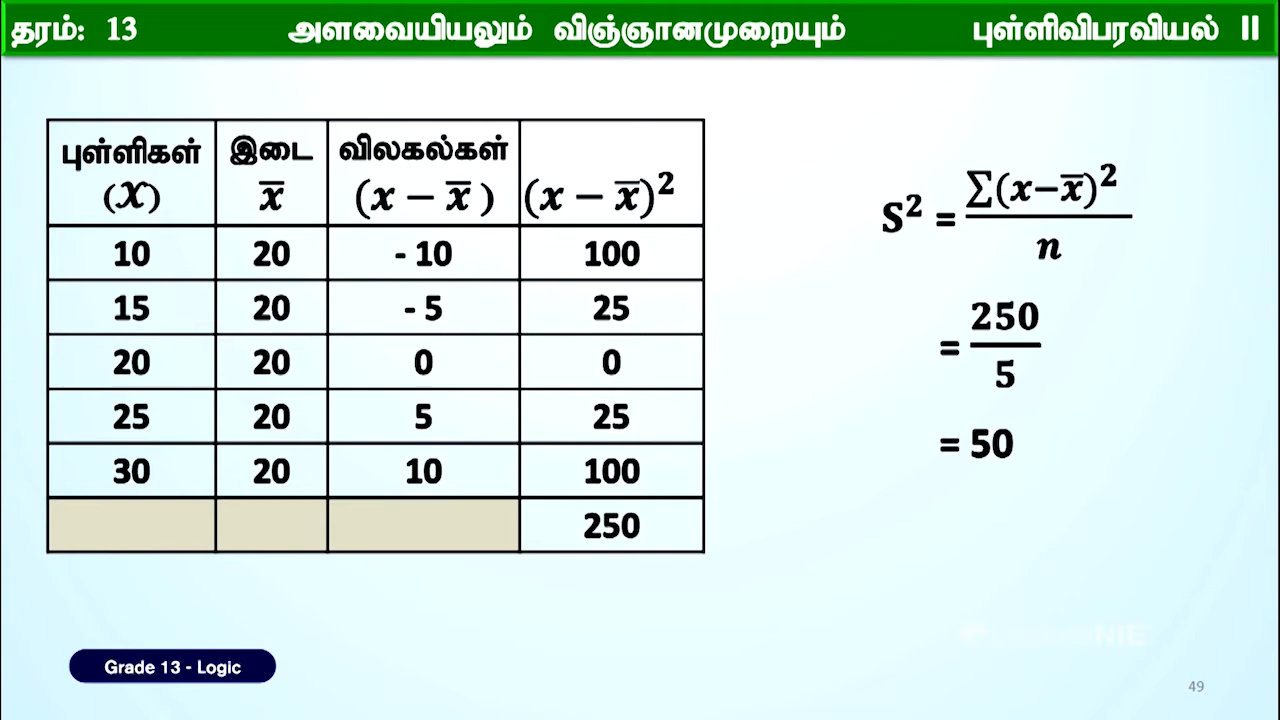 தரம்: 13 அளவையியலும் விஞ்ஞானமுறையும் புள்ளிவிபரவியல் II
புள்ளிகள் இடை விலகல்கள்
(x) x̅ (x − x̅ ) (x − x̅)²
10 20 - 10 100
15 20 - 5 25
20 20 0 0
25 20 5 25
30 20 10 100
250
S² = ∑(x−x̅)² / n
= 250 / 5
= 50
NIE
Grade 13 - Logic
49